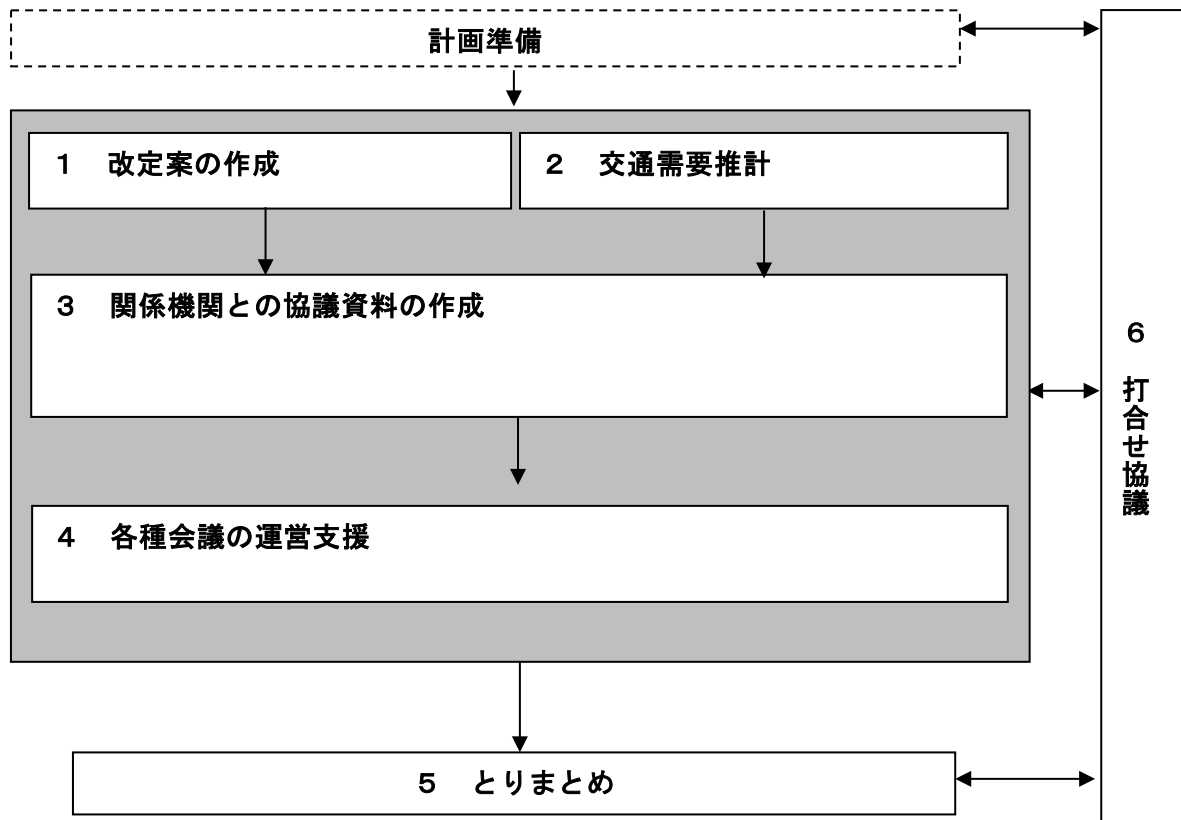 計画準備
１　改定案の作成
２　交通需要推計
３　関係機関との協議資料の作成
４　各種会議の運営支援
５　とりまとめ
６　打合せ協議